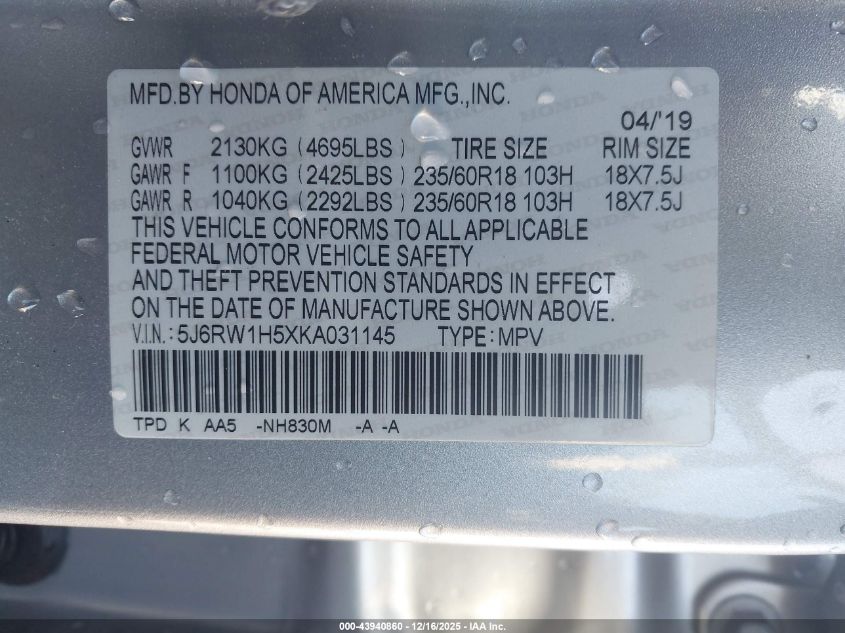 MFD.BY HONDA OF AMERICA MFG.,INC.
04/'19
GVWR 2130KG (4695LBS) TIRE SIZE RIM SIZE
GAWR F 1100KG (2425LBS) 235/60R18 103H 18X7.5J
GAWR R 1040KG (2292LBS) 235/60R18 103H 18X7.5J
THIS VEHICLE CONFORMS TO ALL APPLICABLE
FEDERAL MOTOR VEHICLE SAFETY
AND THEFT PREVENTION STANDARDS IN EFFECT
ON THE DATE OF MANUFACTURE SHOWN ABOVE.
V.I.N.: 5J6RW1H5XKA031145 TYPE: MPV
TPD K AA5 -NH830M -A -A
000-43940860 - 12/16/2025 - IAA Inc.